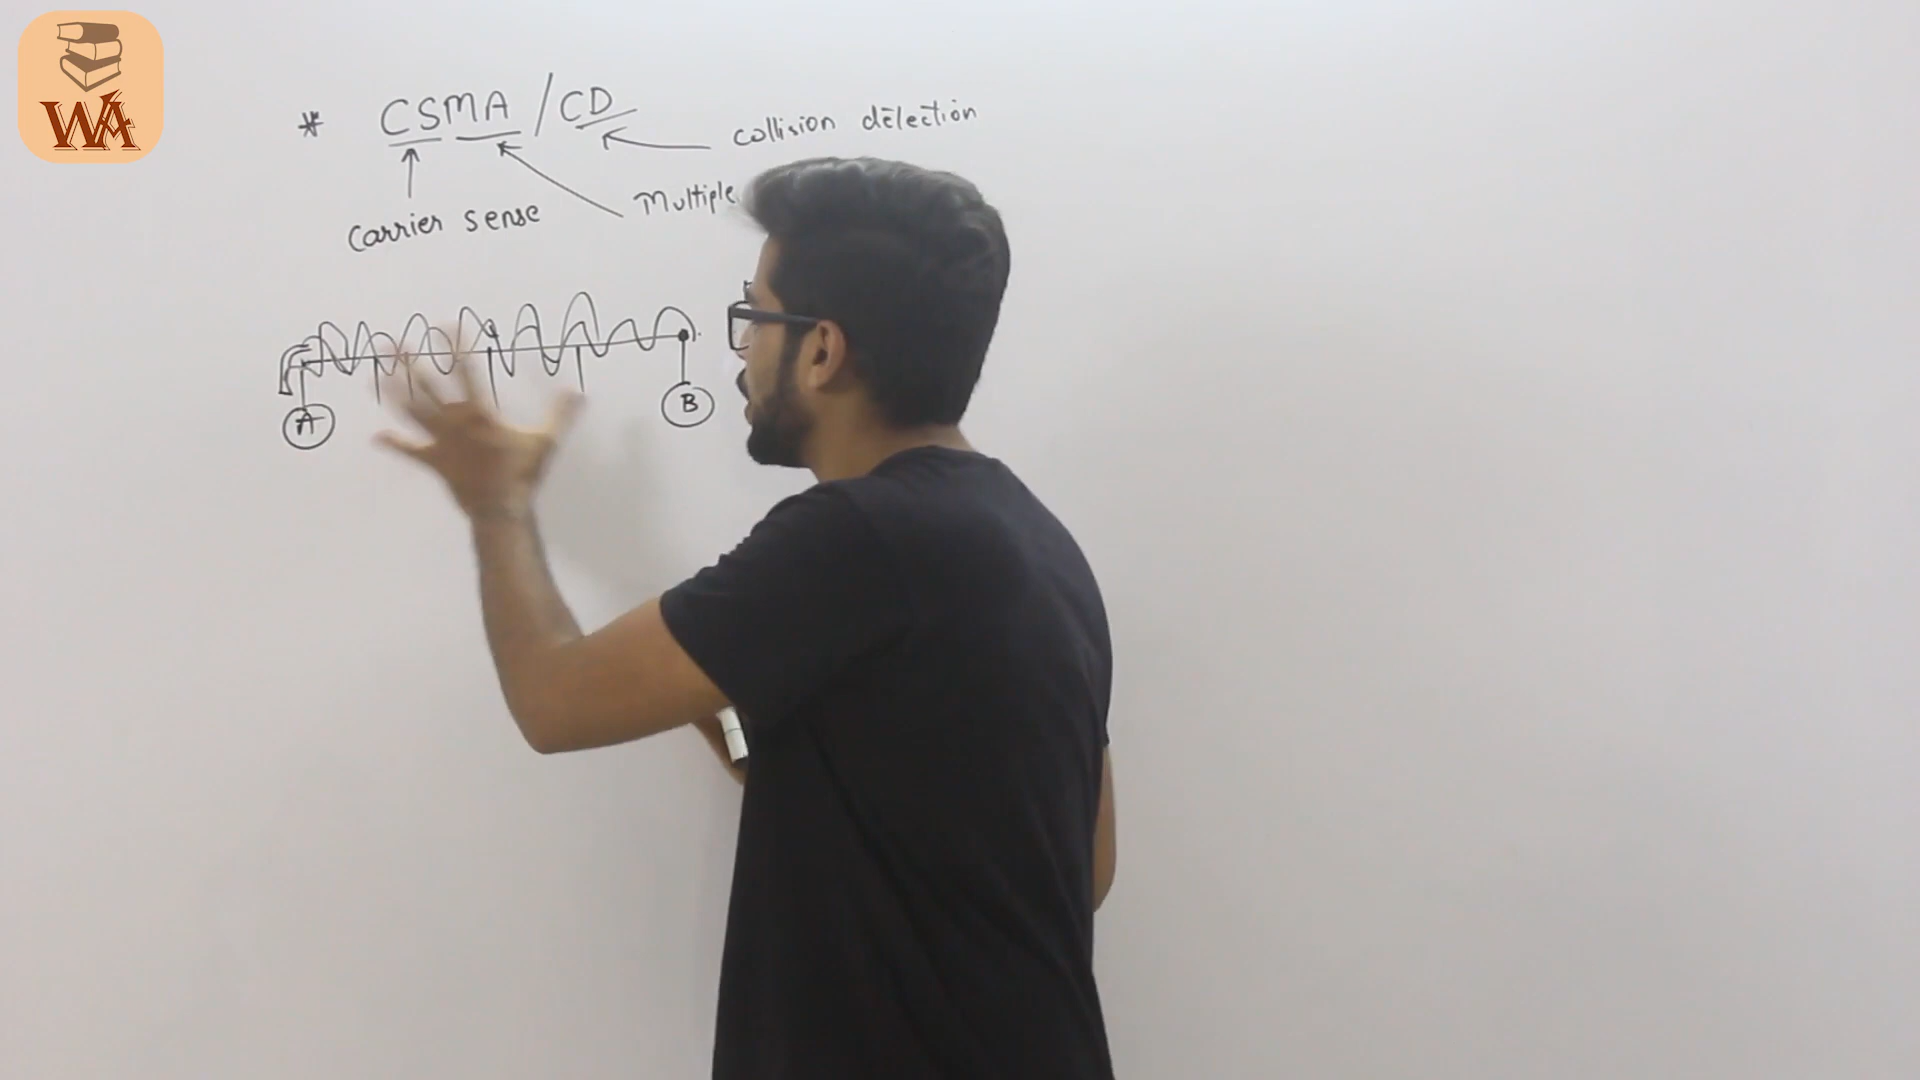 WA
* CSMA / CD
collision detection
Multiple
Carrier sense
A
B